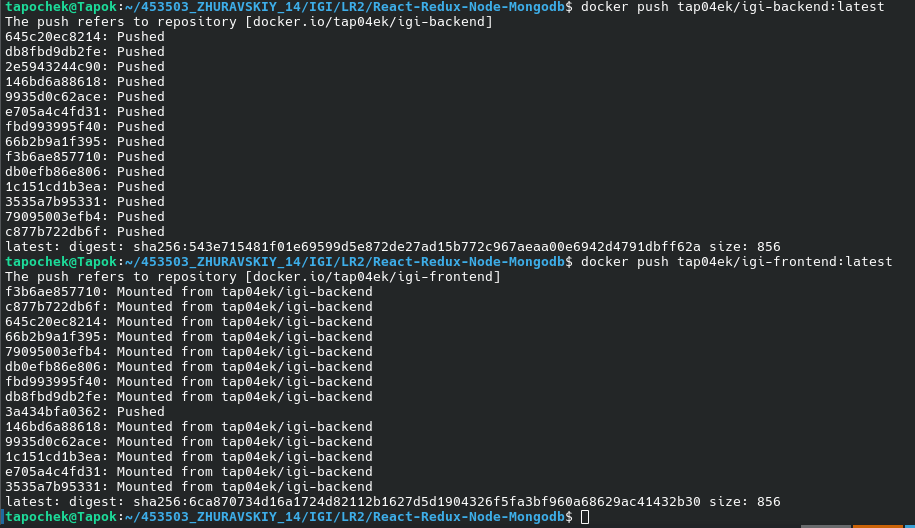 tapochek@Tapok:~/453503_ZHURAVSKIY_14/IGI/LR2/React-Redux-Node-Mongodb$ docker push tap04ek/igi-backend:latest
The push refers to repository [docker.io/tap04ek/igi-backend]
645c20ec8214: Pushed
db8fbd9db2fe: Pushed
2e5943244c90: Pushed
146bd6a88618: Pushed
9935d0c62ace: Pushed
e705a4c4fd31: Pushed
fbd993995f40: Pushed
66b2b9a1f395: Pushed
f3b6ae857710: Pushed
db0efb86e806: Pushed
1c151cd1b3ea: Pushed
3535a7b95331: Pushed
79095003efb4: Pushed
c877b722db6f: Pushed
latest: digest: sha256:543e715481f01e69599d5e872de27ad15b772c967aeaa00e6942d4791dbff62a size: 856
tapochek@Tapok:~/453503_ZHURAVSKIY_14/IGI/LR2/React-Redux-Node-Mongodb$ docker push tap04ek/igi-frontend:latest
The push refers to repository [docker.io/tap04ek/igi-frontend]
f3b6ae857710: Mounted from tap04ek/igi-backend
c877b722db6f: Mounted from tap04ek/igi-backend
645c20ec8214: Mounted from tap04ek/igi-backend
66b2b9a1f395: Mounted from tap04ek/igi-backend
79095003efb4: Mounted from tap04ek/igi-backend
db0efb86e806: Mounted from tap04ek/igi-backend
fbd993995f40: Mounted from tap04ek/igi-backend
db8fbd9db2fe: Mounted from tap04ek/igi-backend
3a434bfa0362: Pushed
146bd6a88618: Mounted from tap04ek/igi-backend
9935d0c62ace: Mounted from tap04ek/igi-backend
1c151cd1b3ea: Mounted from tap04ek/igi-backend
e705a4c4fd31: Mounted from tap04ek/igi-backend
3535a7b95331: Mounted from tap04ek/igi-backend
latest: digest: sha256:6ca870734d16a1724d82112b1627d5d1904326f5fa3bf960a68629ac41432b30 size: 856
tapochek@Tapok:~/453503_ZHURAVSKIY_14/IGI/LR2/React-Redux-Node-Mongodb$